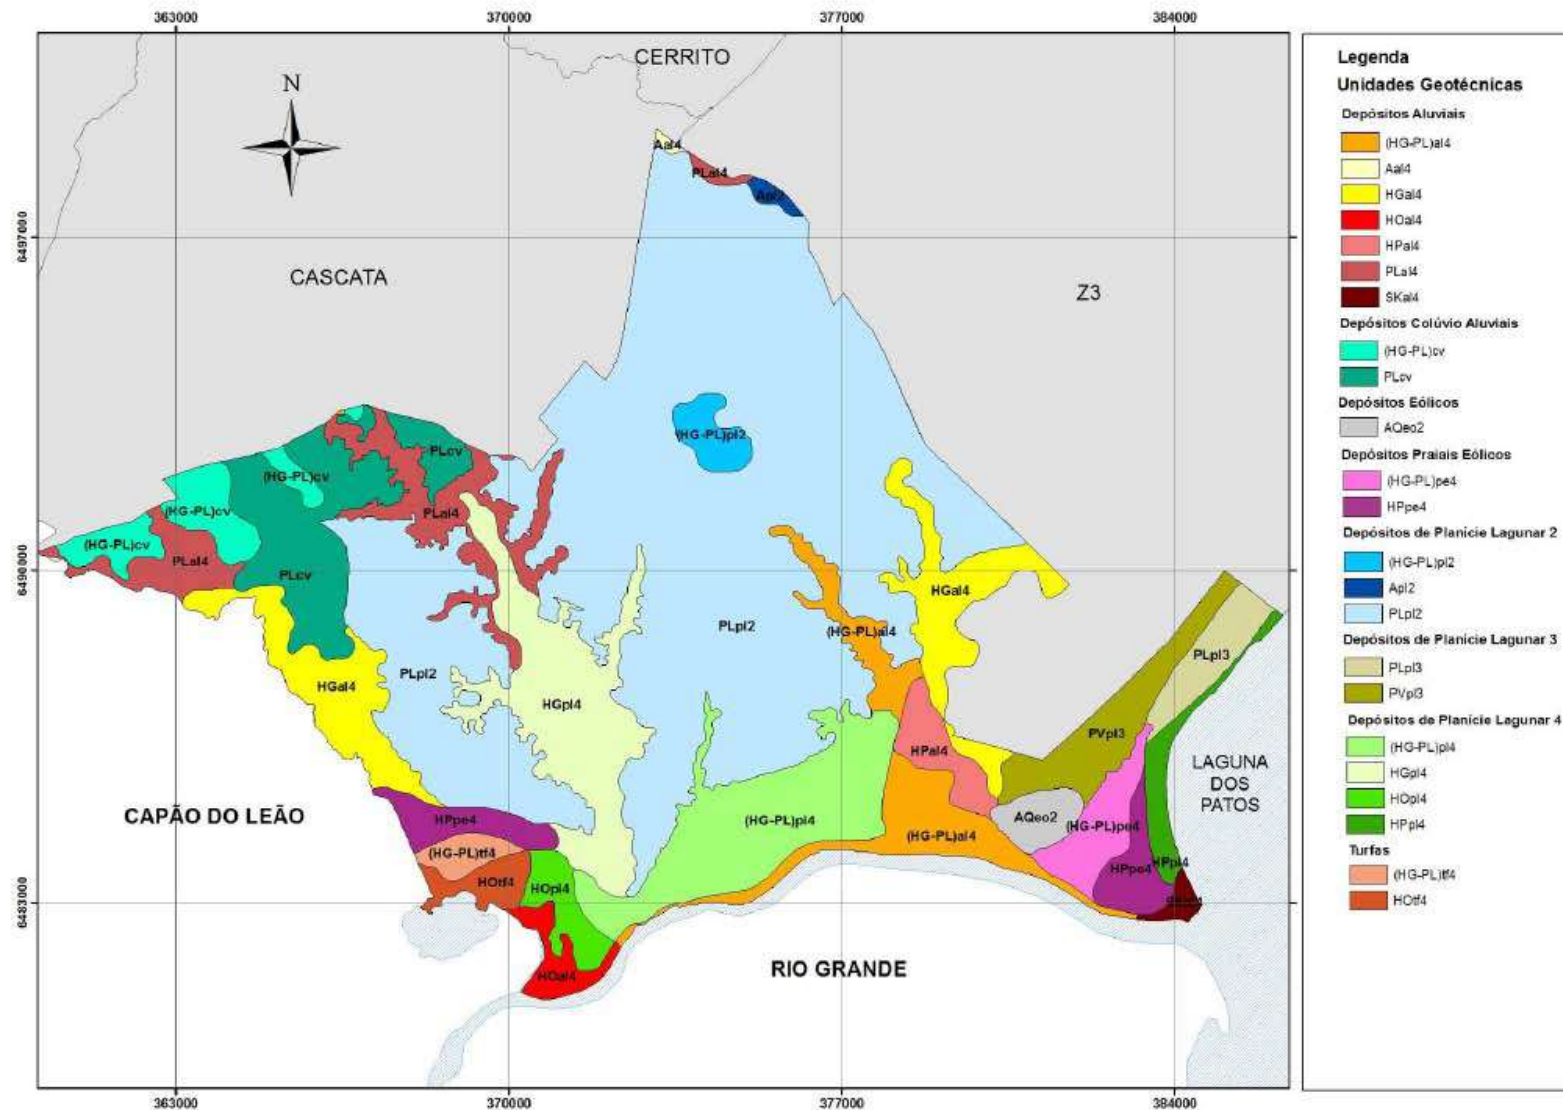 363000
370000
377000
384000
CERRITO
N
Aal4
PLal4
Apl2
6497000
6497000
CASCATA
Z3
(HG-PL)pl2
PLcv
(HG-PL)cv
(HG-PL)cv
PLal4
(HG-PL)cv
PLal4
PLcv
6490000
6490000
HGal4
PLpl2
(HG-PL)al4
PLpl3
PLpl2
HGal4
HGpl4
PVpl3
HPal4
LAGUNA
DOS
PATOS
CAPÃO DO LEÃO
AQeo2
(HG-PL)pl4
(HG-PL)pe4
(HG-PL)al4
HPpe4
(HG-PL)tf4
HPpl4
HPpe4
HOtf4
HOpl4
6483000
6483000
RIO GRANDE
HOal4
363000
370000
377000
384000
Legenda
Unidades Geotécnicas
Depósitos Aluviais
(HG-PL)al4
Aal4
HGal4
HOal4
HPal4
PLal4
SKal4
Depósitos Colúvio Aluviais
(HG-PL)cv
PLcv
Depósitos Eólicos
AQeo2
Depósitos Praiais Eólicos
(HG-PL)pe4
HPpe4
Depósitos de Planície Lagunar 2
(HG-PL)pl2
Apl2
PLpl2
Depósitos de Planície Lagunar 3
PLpl3
PVpl3
Depósitos de Planície Lagunar 4
(HG-PL)pl4
HGpl4
HOpl4
HPpl4
Turfas
(HG-PL)tf4
HOtf4